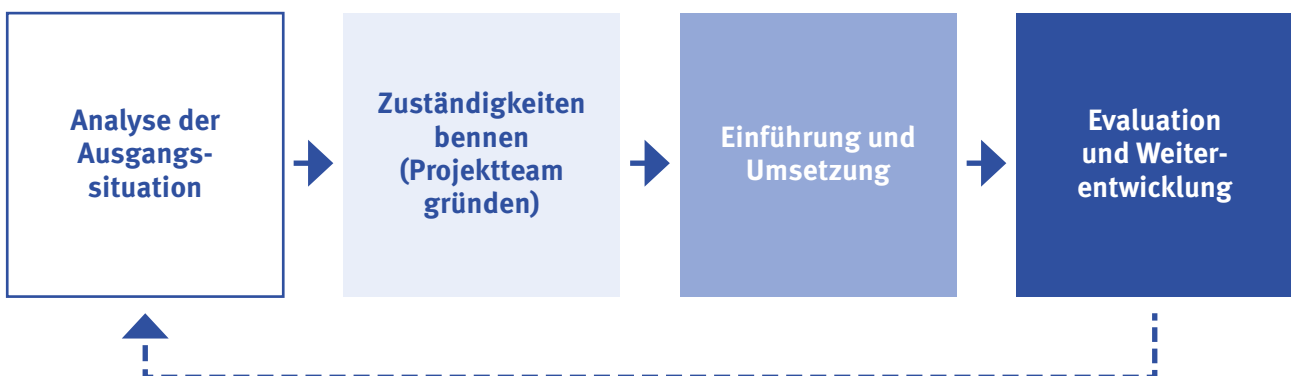 Analyse der
Ausgangs-
situation
Zuständigkeiten
bennen
(Projektteam
gründen)
Einführung und
Umsetzung
Evaluation
und Weiter-
entwicklung